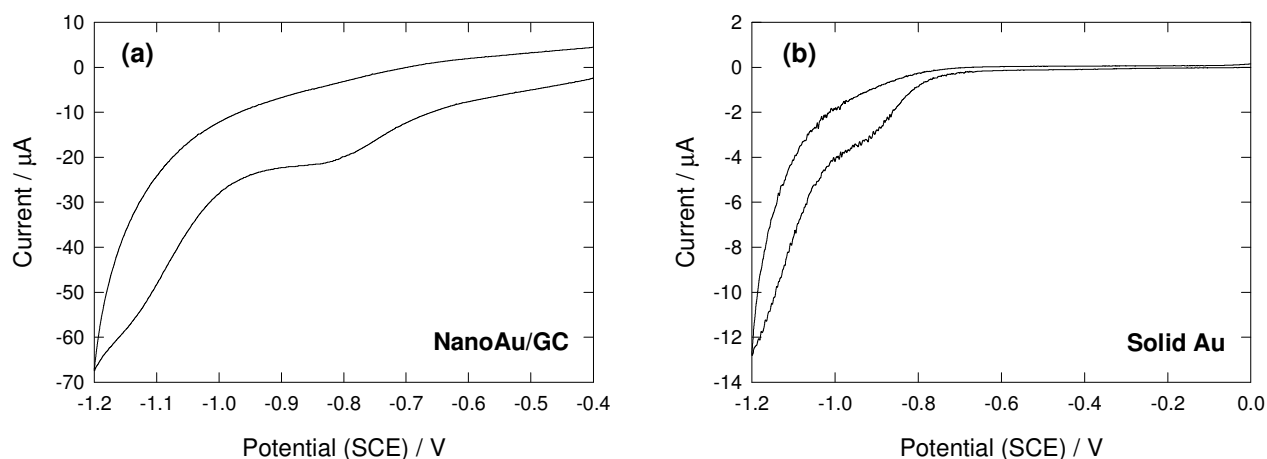 (a)
Current / µA
10
0
-10
-20
-30
-40
-50
-60
-70
NanoAu/GC
-1.2 -1.1 -1.0 -0.9 -0.8 -0.7 -0.6 -0.5 -0.4
Potential (SCE) / V
(b)
Current / µA
2
0
-2
-4
-6
-8
-10
-12
-14
Solid Au
-1.2 -1.0 -0.8 -0.6 -0.4 -0.2 0.0
Potential (SCE) / V